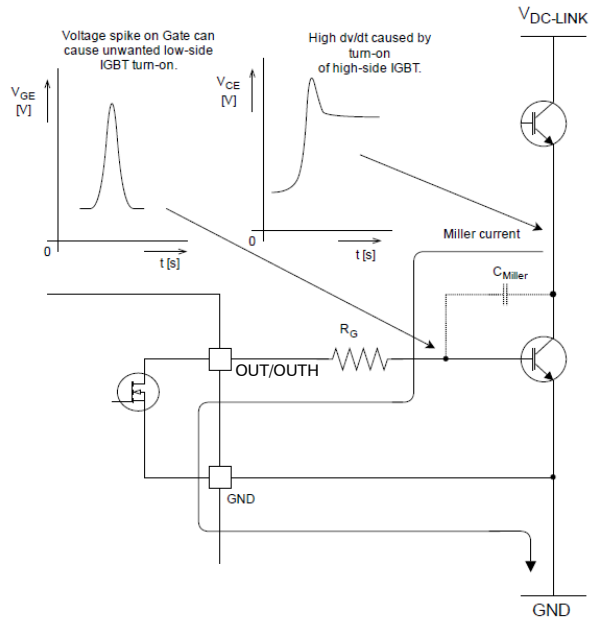 Voltage spike on Gate can
cause unwanted low-side
IGBT turn-on.
High dv/dt caused by
turn-on
of high-side IGBT.
VDC-LINK
VGE
[V]
0
t [s]
VCE
[V]
0
t [s]
Miller current
CMiller
RG
OUT/OUTH
GND
GND